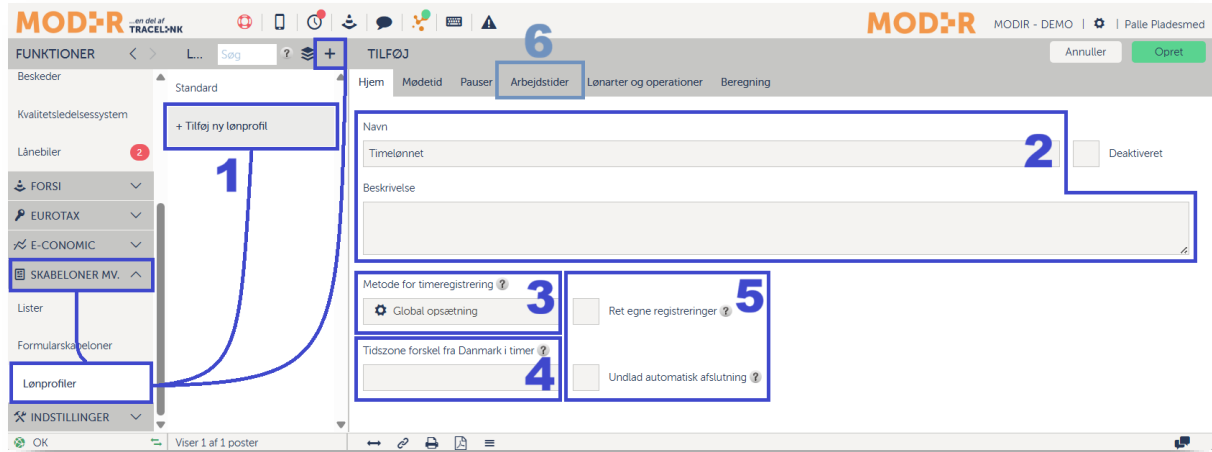 MODIR ...en del af TRACELINK
MODIR
MODIR - DEMO | | Palle Pladesmed
FUNKTIONER
L... Søg ? +
TILFØJ
6
Annuller
Opret
Beskeder
Kvalitetsledelsessystem
Lånebiler 2
FORSI
EUROTAX
E-CONOMIC
SKABELONER MV.
Lister
Formularskabeloner
Lønprofiler
INDSTILLINGER
OK
Standard
+ Tilføj ny lønprofil
1
Viser 1 af 1 poster
Hjem Mødetid Pauser Arbejdstider Lønarter og operationer Beregning
Navn
Timelønnet
2
Deaktiveret
Beskrivelse
Metode for timeregistrering ?
Global opsætning
3
Tidszone forskel fra Danmark i timer ?
4
5
Ret egne registreringer ?
Undlad automatisk afslutning ?